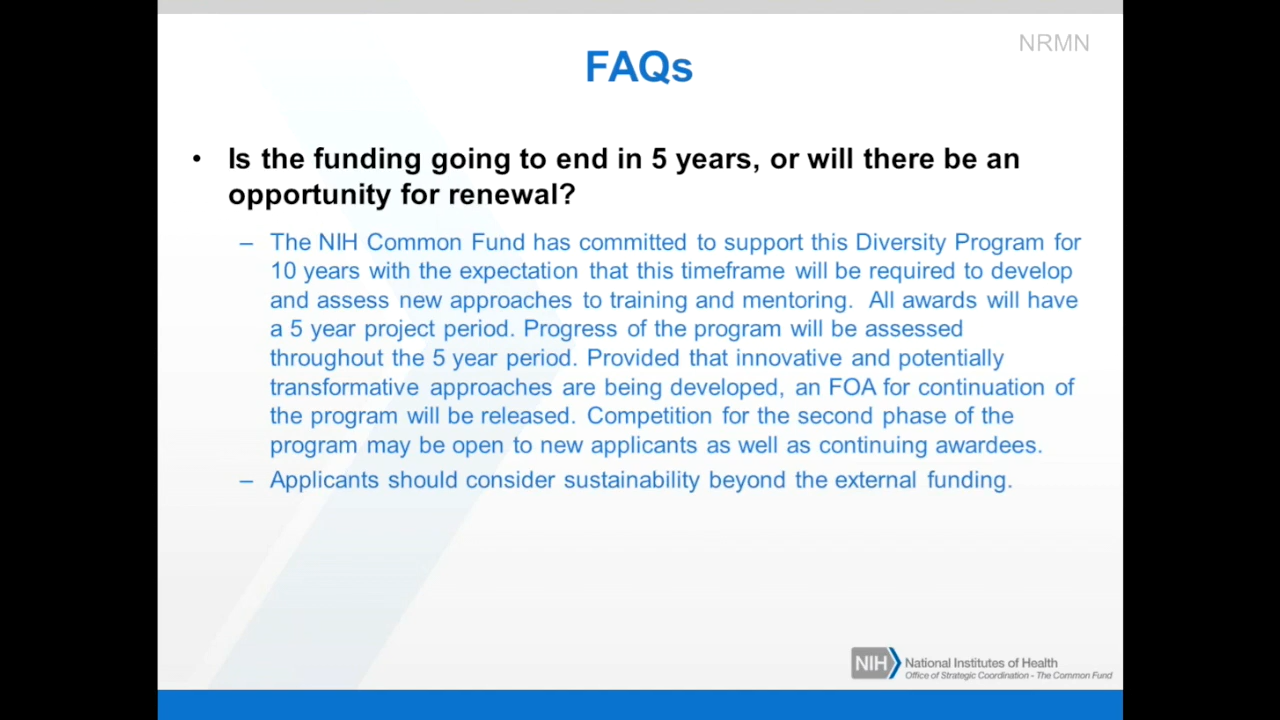 NRMN
FAQs
• Is the funding going to end in 5 years, or will there be an
opportunity for renewal?
– The NIH Common Fund has committed to support this Diversity Program for
10 years with the expectation that this timeframe will be required to develop
and assess new approaches to training and mentoring.  All awards will have
a 5 year project period. Progress of the program will be assessed
throughout the 5 year period. Provided that innovative and potentially
transformative approaches are being developed, an FOA for continuation of
the program will be released. Competition for the second phase of the
program may be open to new applicants as well as continuing awardees.
– Applicants should consider sustainability beyond the external funding.
NIH National Institutes of Health
Office of Strategic Coordination - The Common Fund